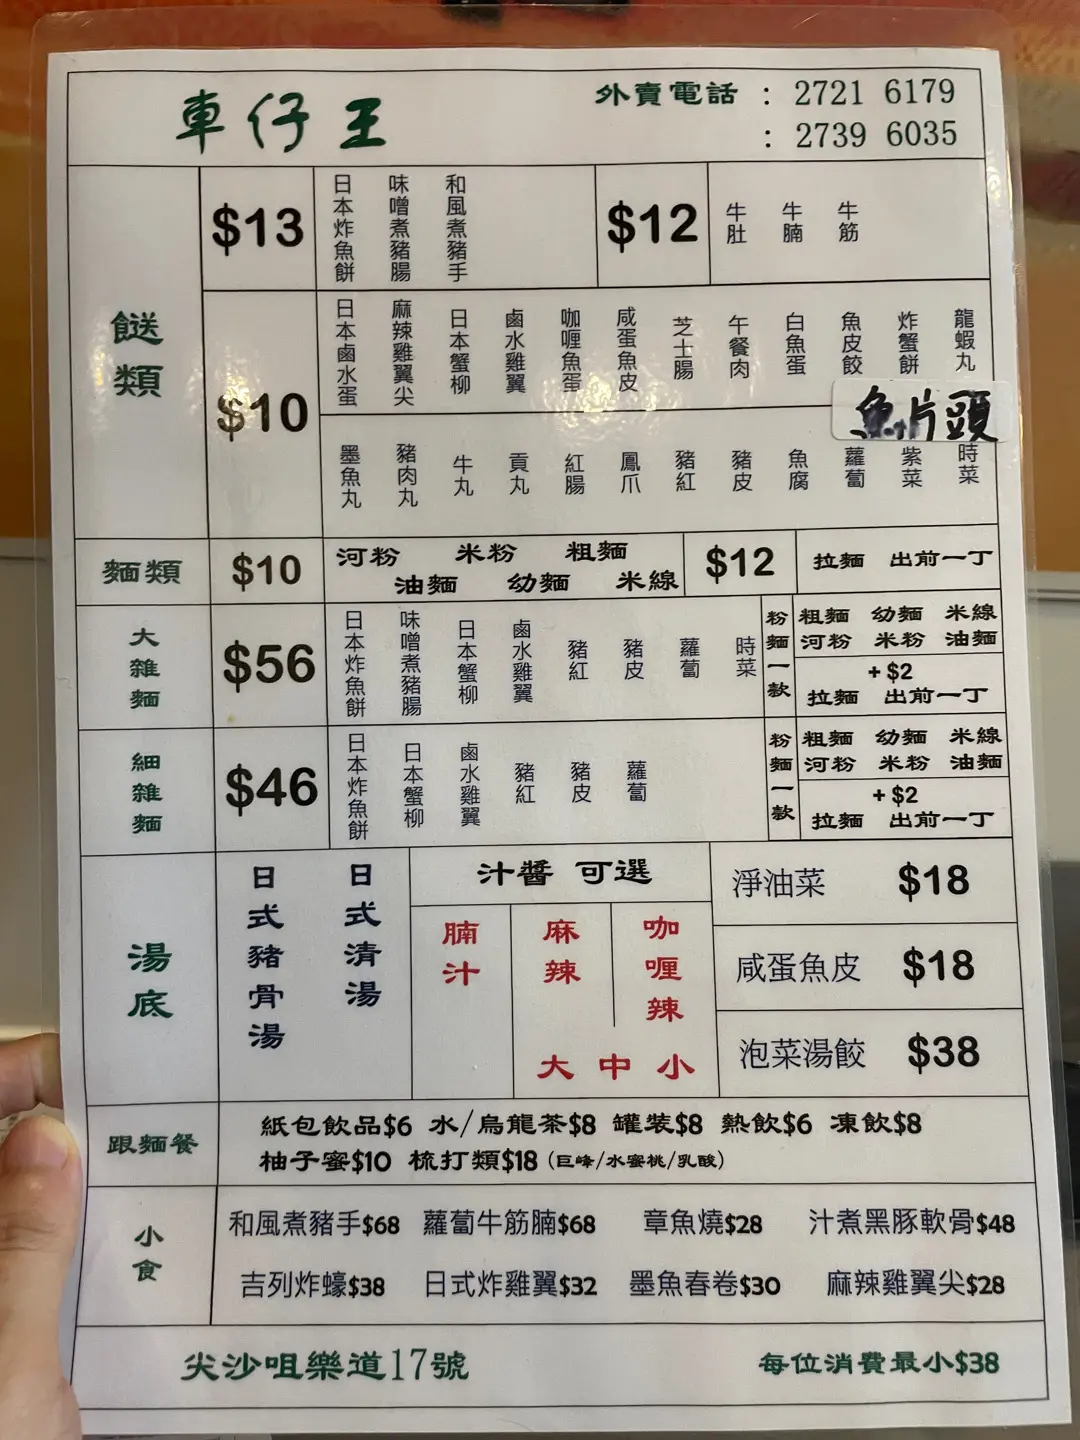 車仔王
外賣電話 : 2721 6179
: 2739 6035
餸類
$13
日本炸魚餅
味噌煮豬腸
和風煮豬手
$12
牛肚
牛腩
牛筋
$10
日本鹵水蛋
麻辣雞翼尖
日本蟹柳
鹵水雞翼
咖喱魚蛋
咸蛋魚皮
芝士腸
午餐肉
白魚蛋
魚皮餃
炸蟹餅
龍蝦丸
魚片頭
墨魚丸
豬肉丸
牛丸
貢丸
紅腸
鳳爪
豬紅
豬皮
魚腐
蘿蔔
紫菜
時菜
麵類
$10
河粉 米粉 粗麵
油麵 幼麵 米線
$12
拉麵 出前一丁
大雜麵
$56
日本炸魚餅
味噌煮豬腸
日本蟹柳
鹵水雞翼
豬紅
豬皮
蘿蔔
時菜
粉麵一款
粗麵 幼麵 米線
河粉 米粉 油麵
+ $2
拉麵 出前一丁
細雜麵
$46
日本炸魚餅
日本蟹柳
鹵水雞翼
豬紅
豬皮
蘿蔔
粉麵一款
粗麵 幼麵 米線
河粉 米粉 油麵
+ $2
拉麵 出前一丁
湯底
日式豬骨湯
日式清湯
汁醬 可選
腩汁
麻辣
咖喱辣
大 中 小
淨油菜 $18
咸蛋魚皮 $18
泡菜湯餃 $38
跟麵餐
紙包飲品$6 水/烏龍茶$8 罐裝$8 熱飲$6 凍飲$8
柚子蜜$10 梳打類$18 (巨峰/水蜜桃/乳酸)
小食
和風煮豬手$68 蘿蔔牛筋腩$68 章魚燒$28 汁煮黑豚軟骨$48
吉列炸蠔$38 日式炸雞翼$32 墨魚春卷$30 麻辣雞翼尖$28
尖沙咀樂道17號
每位消費最小$38